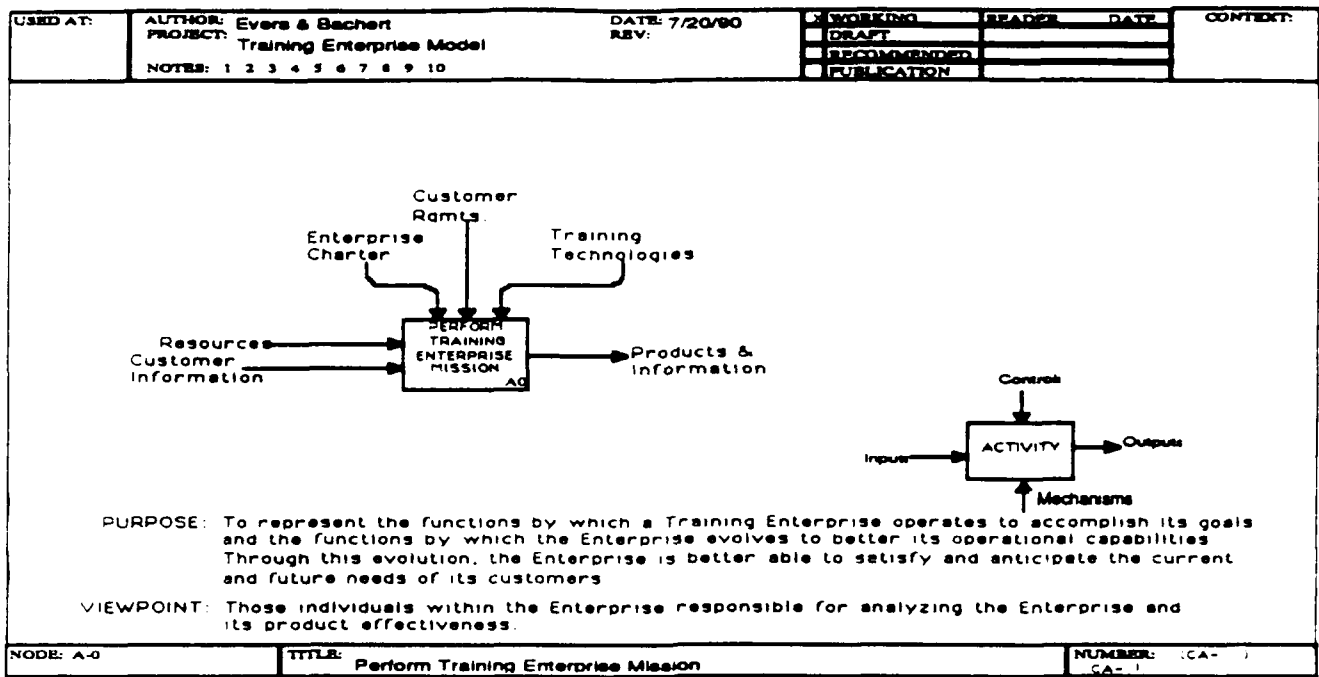 USED AT:
AUTHOR: Evers & Bachert
PROJECT: Training Enterprise Model
NOTES: 1 2 3 4 5 6 7 8 9 10
DATE: 7/20/90
REV:
X WORKING
DRAFT
RECOMMENDED
PUBLICATION
READER DATE
CONTEXT:
Customer
Rqmts.
Enterprise
Charter
Training
Technologies
Resources
Customer
Information
PERFORM
TRAINING
ENTERPRISE
MISSION
A0
Products &
Information
Controls
Inputs
ACTIVITY
Outputs
Mechanisms
PURPOSE: To represent the functions by which a Training Enterprise operates to accomplish its goals
and the functions by which the Enterprise evolves to better its operational capabilities
Through this evolution, the Enterprise is better able to satisfy and anticipate the current
and future needs of its customers
VIEWPOINT: Those individuals within the Enterprise responsible for analyzing the Enterprise and
its product effectiveness.
NODE: A-0
TITLE:
Perform Training Enterprise Mission
NUMBER: